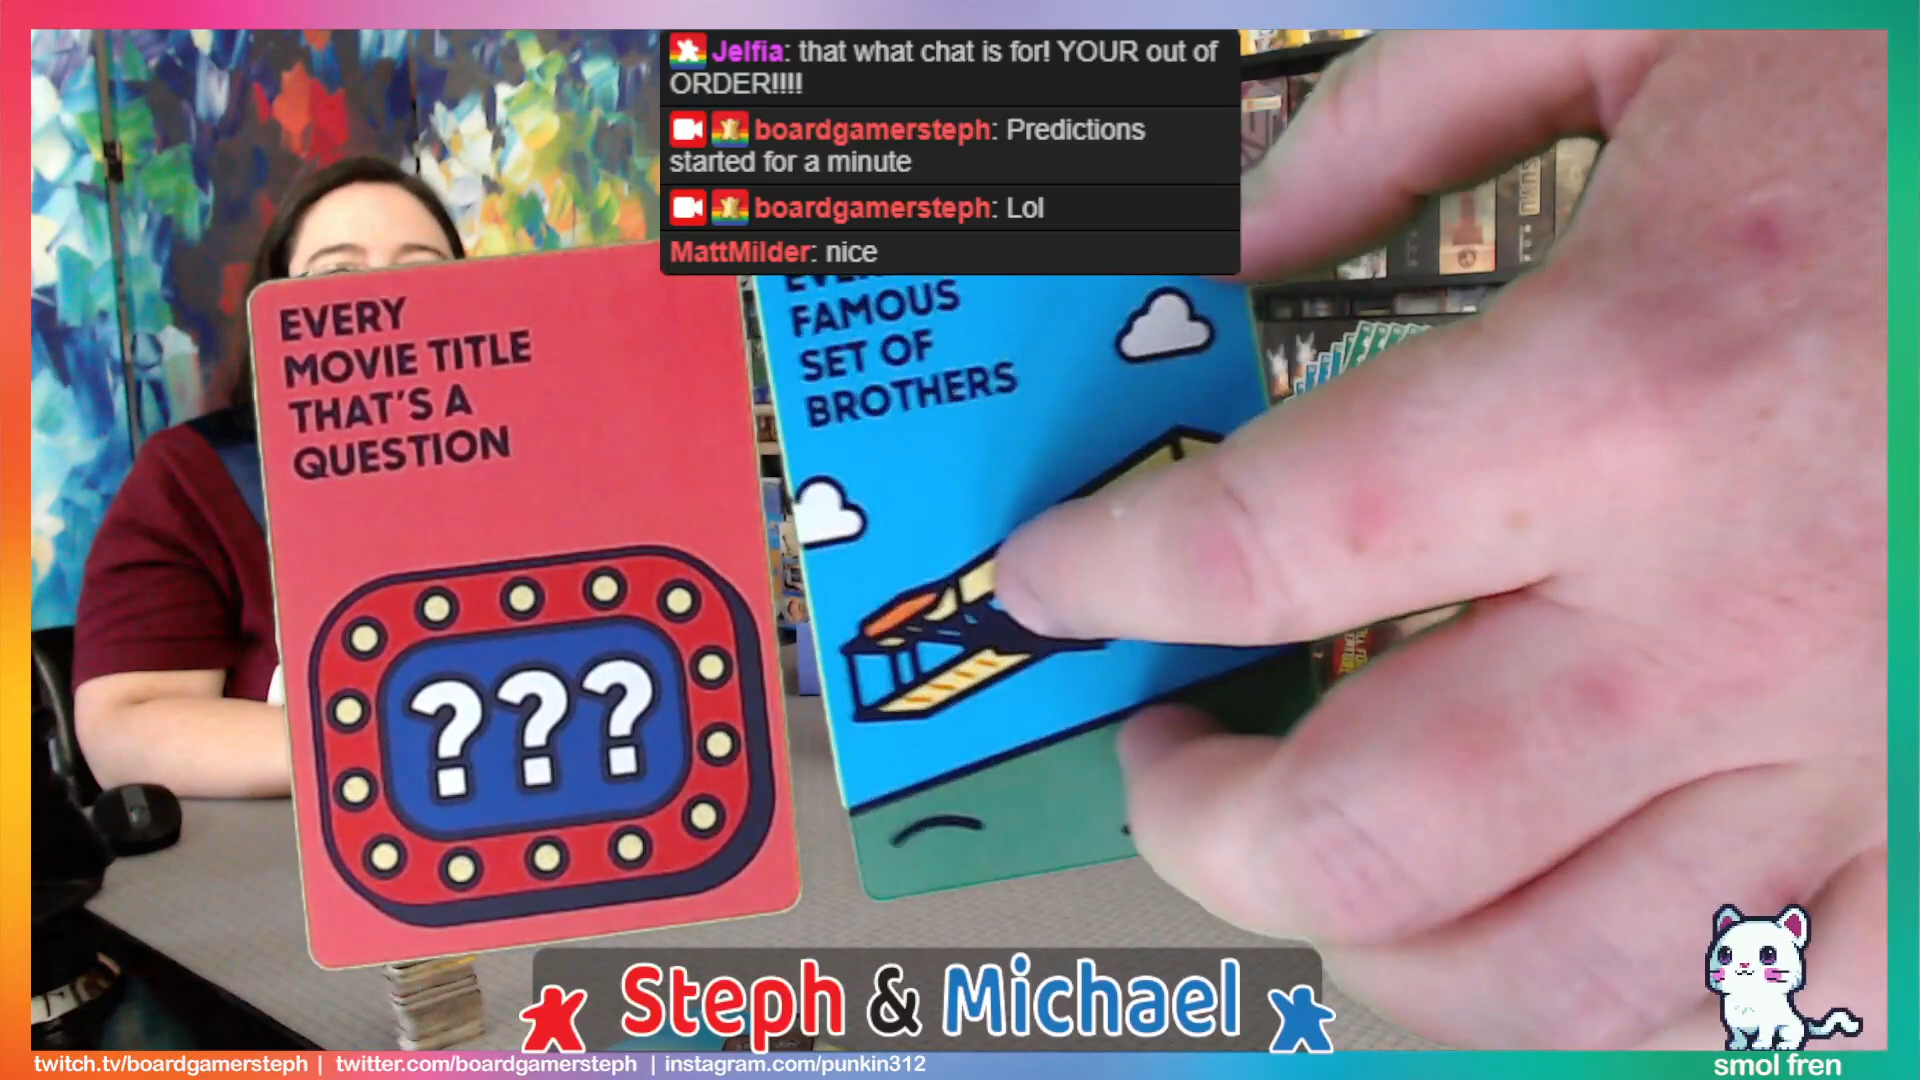 Jelfia: that what chat is for! YOUR out of
ORDER!!!!
boardgamersteph: Predictions
started for a minute
boardgamersteph: Lol
MattMilder: nice
EVERY
MOVIE TITLE
THAT'S A
QUESTION
???
FAMOUS
SET OF
BROTHERS
Steph & Michael
twitch.tv/boardgamersteph | twitter.com/boardgamersteph | instagram.com/punkin312
smol fren